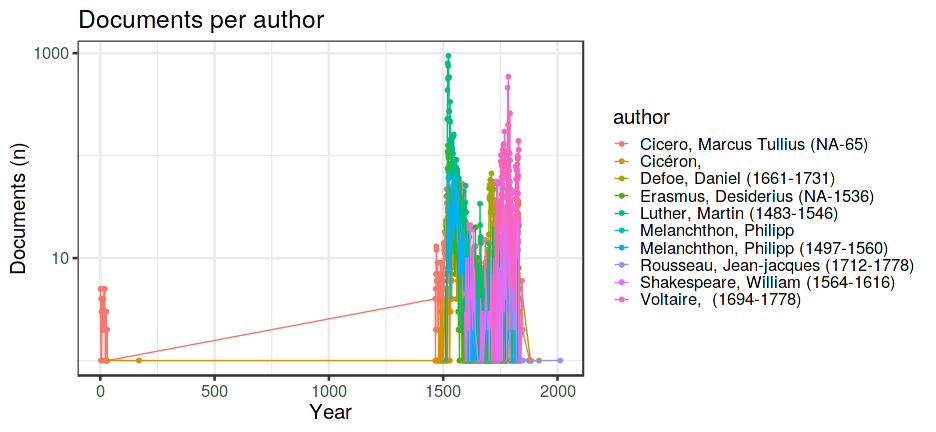 Documents per author
1000
10
Documents (n)
0
500
1000
1500
2000
Year
author
Cicero, Marcus Tullius (NA-65)
Cicéron,
Defoe, Daniel (1661-1731)
Erasmus, Desiderius (NA-1536)
Luther, Martin (1483-1546)
Melanchthon, Philipp
Melanchthon, Philipp (1497-1560)
Rousseau, Jean-jacques (1712-1778)
Shakespeare, William (1564-1616)
Voltaire,  (1694-1778)